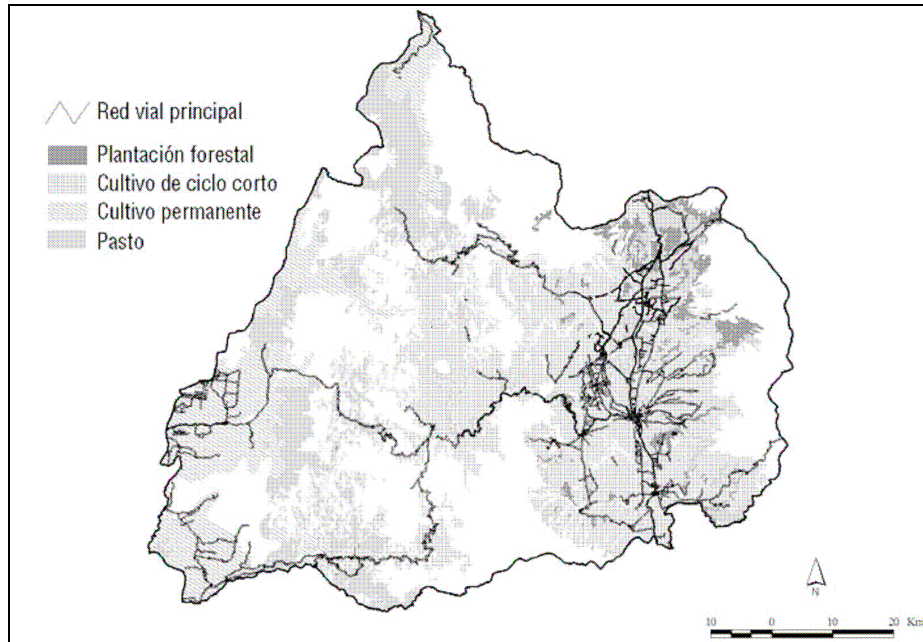 Red vial principal
Plantación forestal
Cultivo de ciclo corto
Cultivo permanente
Pasto
N
10 0 10 20 Km